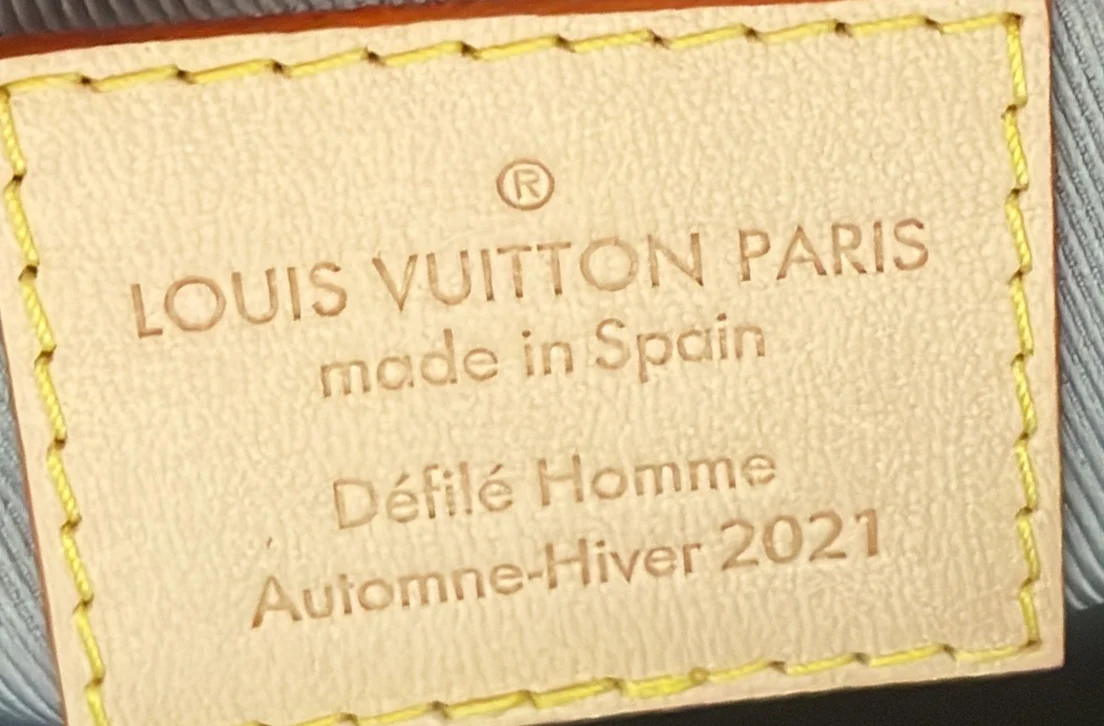 ®
LOUIS VUITTON PARIS
made in Spain
Défilé Homme
Automne-Hiver 2021